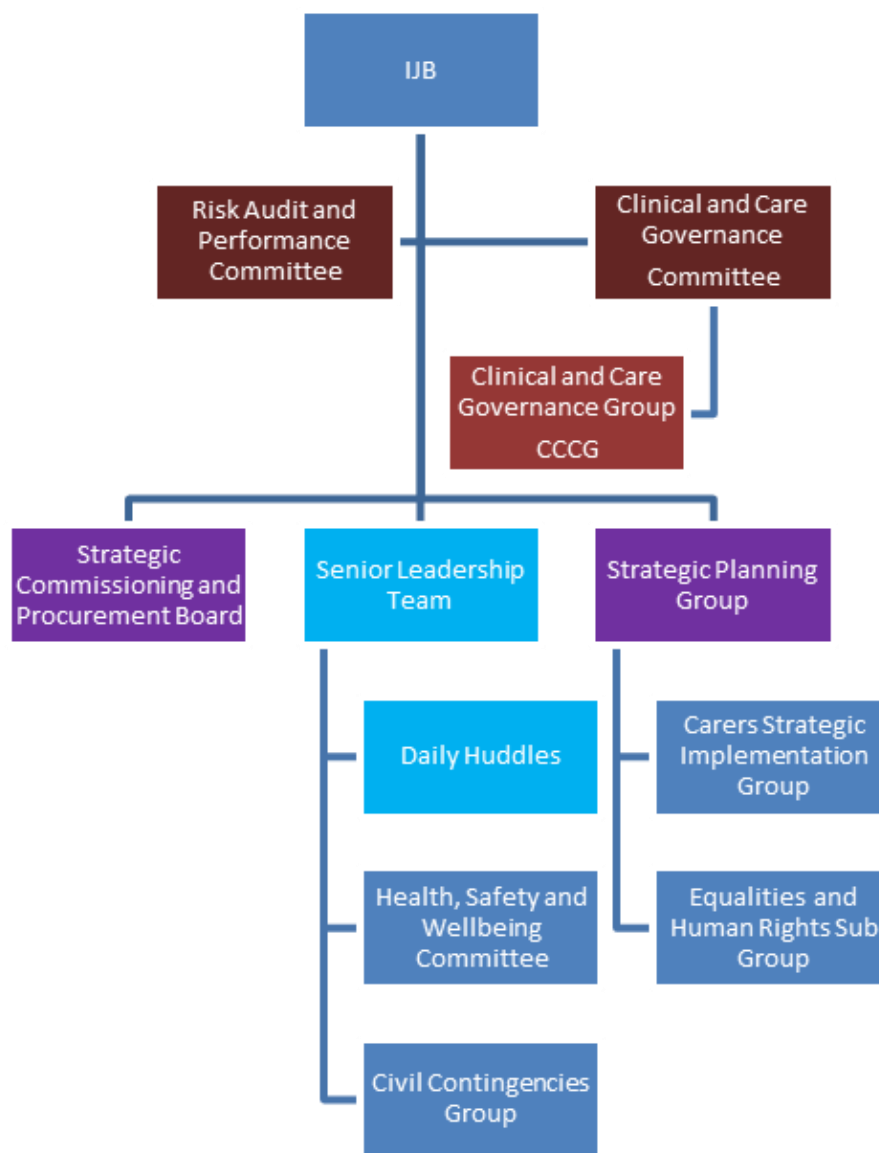 IJB
Risk Audit and
Performance
Committee
Clinical and Care
Governance
Committee
Clinical and Care
Governance Group
CCCG
Strategic
Commissioning and
Procurement Board
Senior Leadership
Team
Strategic Planning
Group
Daily Huddles
Carers Strategic
Implementation
Group
Health, Safety and
Wellbeing
Committee
Equalities and
Human Rights Sub
Group
Civil Contingencies
Group